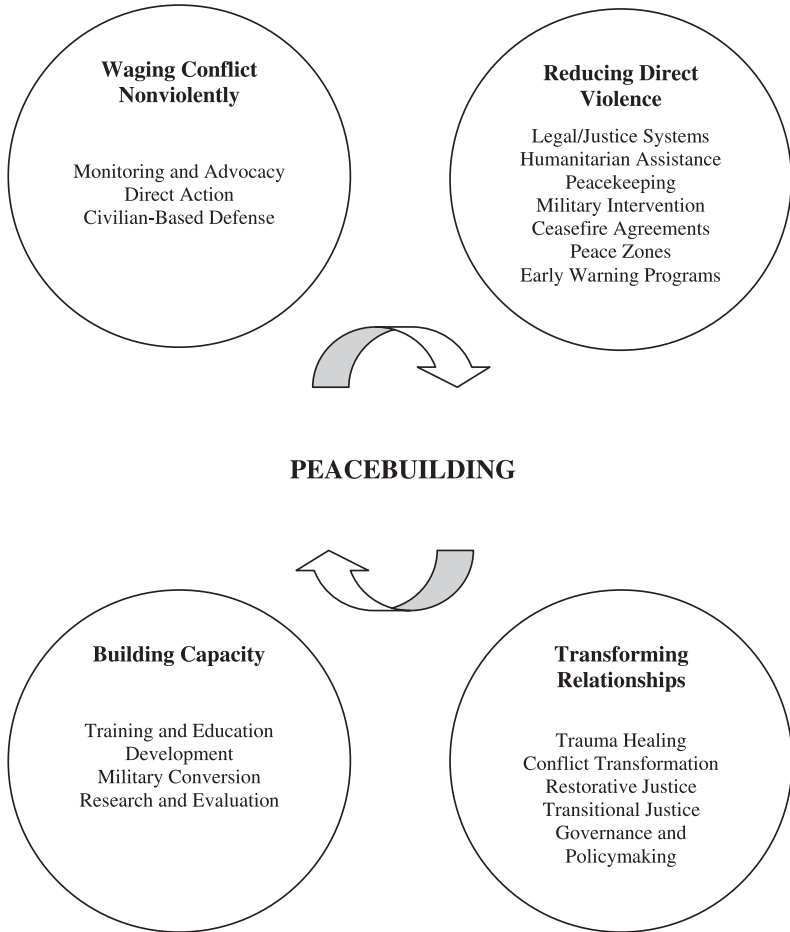 Waging Conflict
Nonviolently
Monitoring and Advocacy
Direct Action
Civilian-Based Defense
Reducing Direct
Violence
Legal/Justice Systems
Humanitarian Assistance
Peacekeeping
Military Intervention
Ceasefire Agreements
Peace Zones
Early Warning Programs
PEACEBUILDING
Building Capacity
Training and Education
Development
Military Conversion
Research and Evaluation
Transforming
Relationships
Trauma Healing
Conflict Transformation
Restorative Justice
Transitional Justice
Governance and
Policymaking